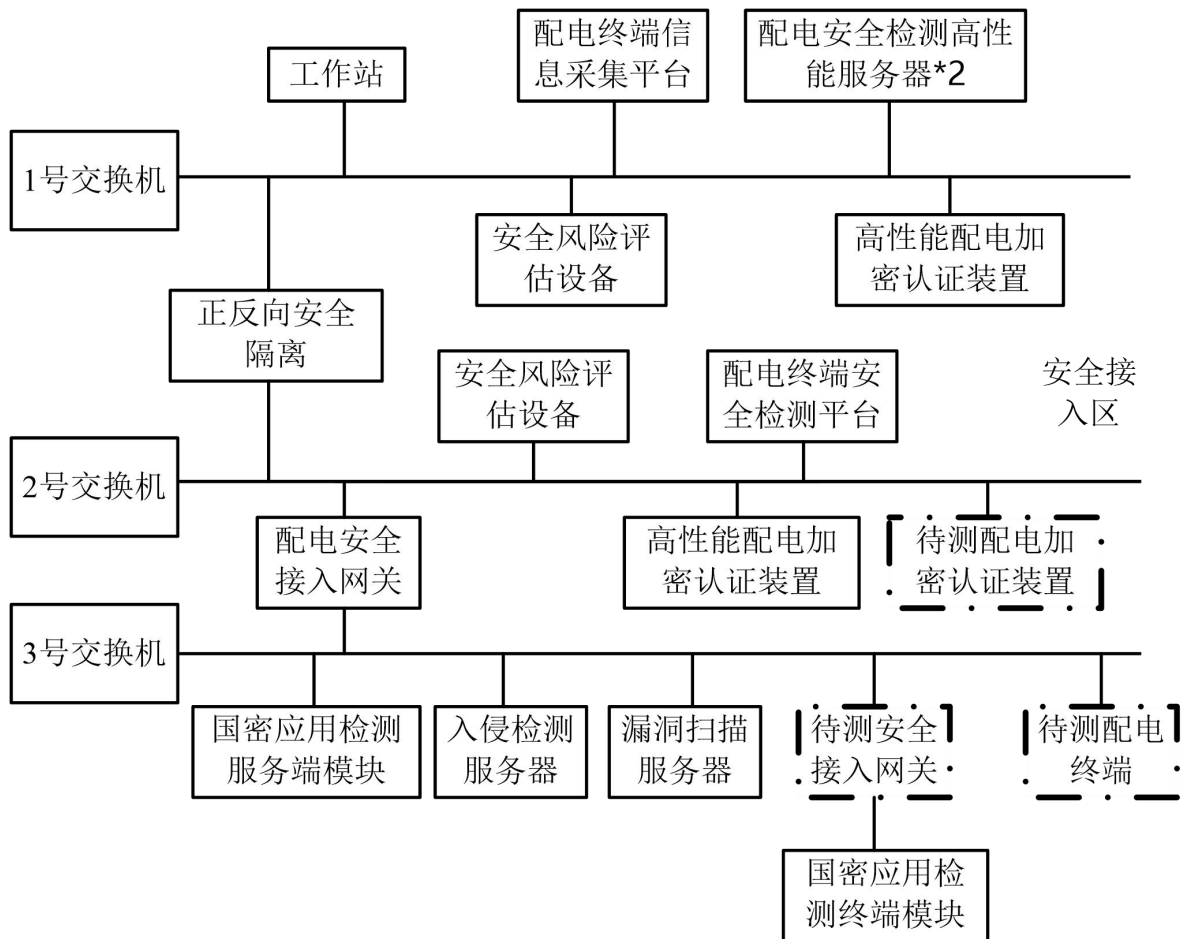 工作站
配电终端信
息采集平台
配电安全检测高性
能服务器*2
1号交换机
安全风险评
估设备
高性能配电加
密认证装置
正反向安全
隔离
安全风险评
估设备
配电终端安
全检测平台
安全接
入区
2号交换机
配电安全
接入网关
高性能配电加
密认证装置
待测配电加
密认证装置
3号交换机
国密应用检测
服务端模块
入侵检测
服务器
漏洞扫描
服务器
待测安全
接入网关
待测配电
终端
国密应用检
测终端模块